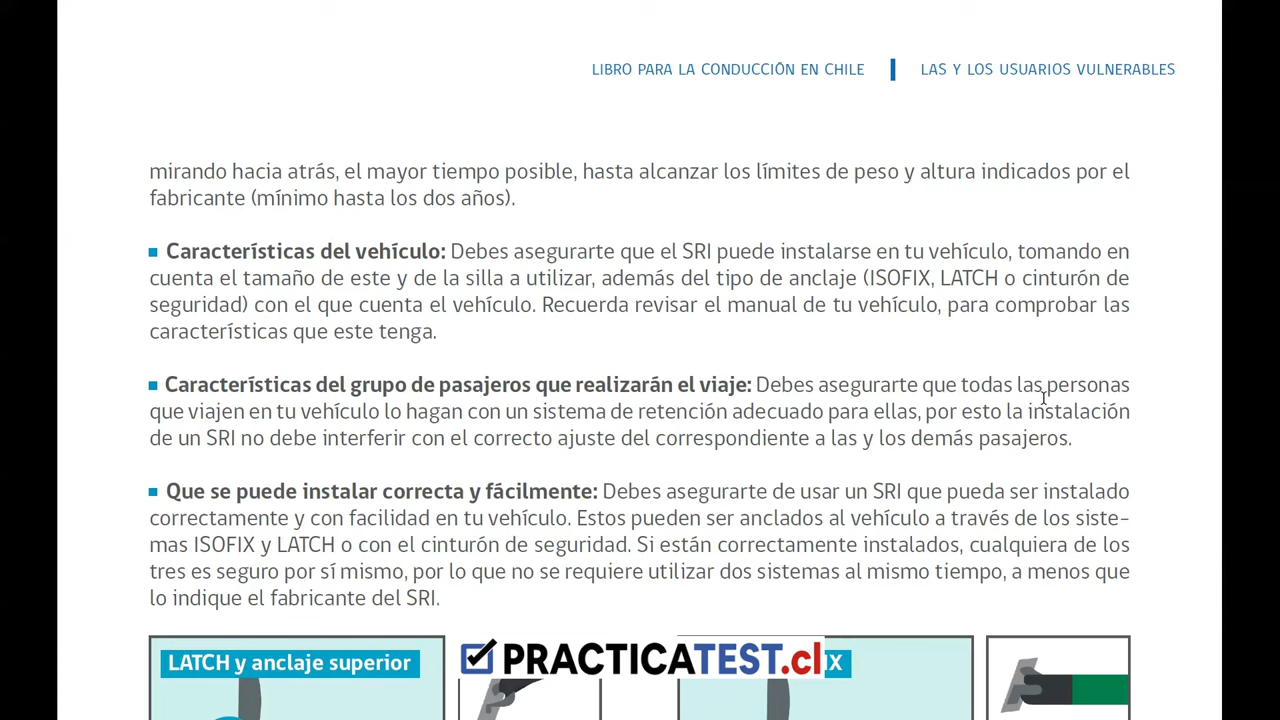 LIBRO PARA LA CONDUCCIÓN EN CHILE LAS Y LOS USUARIOS VULNERABLES
mirando hacia atrás, el mayor tiempo posible, hasta alcanzar los límites de peso y altura indicados por el
fabricante (mínimo hasta los dos años).
Características del vehículo: Debes asegurarte que el SRI puede instalarse en tu vehículo, tomando en
cuenta el tamaño de este y de la silla a utilizar, además del tipo de anclaje (ISOFIX, LATCH o cinturón de
seguridad) con el que cuenta el vehículo. Recuerda revisar el manual de tu vehículo, para comprobar las
características que este tenga.
Características del grupo de pasajeros que realizarán el viaje: Debes asegurarte que todas las personas
que viajen en tu vehículo lo hagan con un sistema de retención adecuado para ellas, por esto la instalación
de un SRI no debe interferir con el correcto ajuste del correspondiente a las y los demás pasajeros.
Que se puede instalar correcta y fácilmente: Debes asegurarte de usar un SRI que pueda ser instalado
correctamente y con facilidad en tu vehículo. Estos pueden ser anclados al vehículo a través de los siste-
mas ISOFIX y LATCH o con el cinturón de seguridad. Si están correctamente instalados, cualquiera de los
tres es seguro por sí mismo, por lo que no se requiere utilizar dos sistemas al mismo tiempo, a menos que
lo indique el fabricante del SRI.
LATCH y anclaje superior
PRACTICATEST.cl